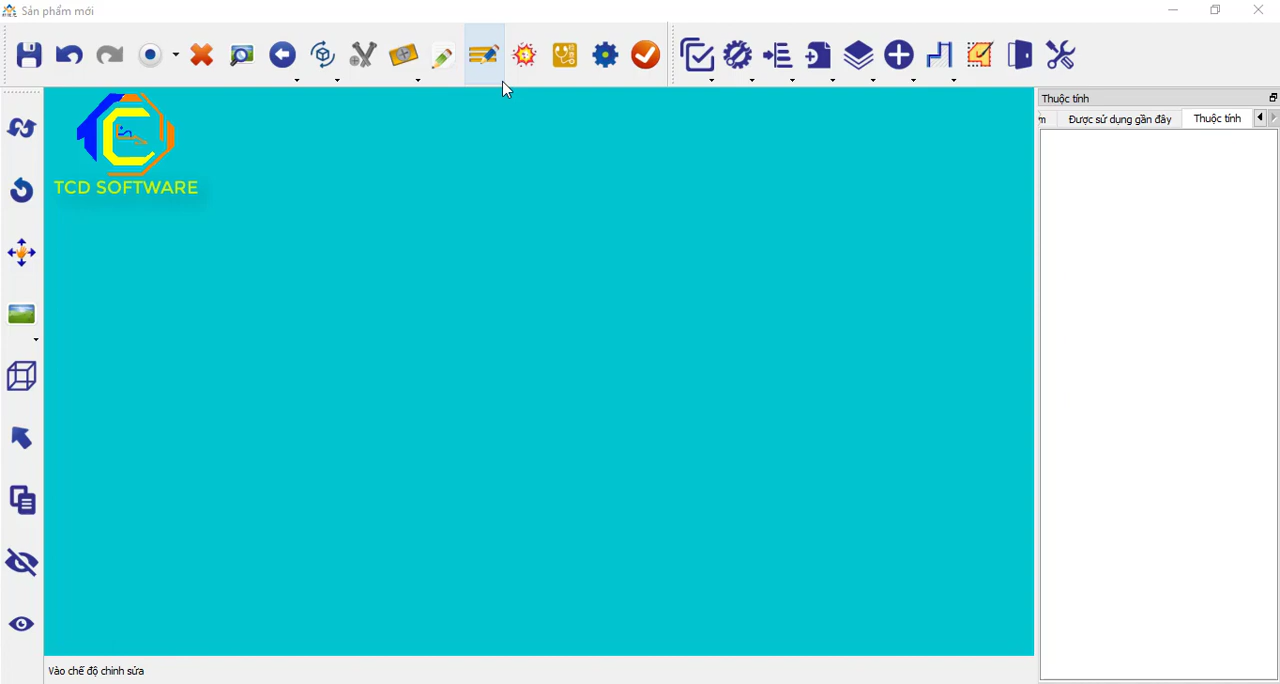 Sản phẩm mới
Thuộc tính
Được sử dụng gần đây
Thuộc tính
TCD SOFTWARE
Vào chế độ chỉnh sửa